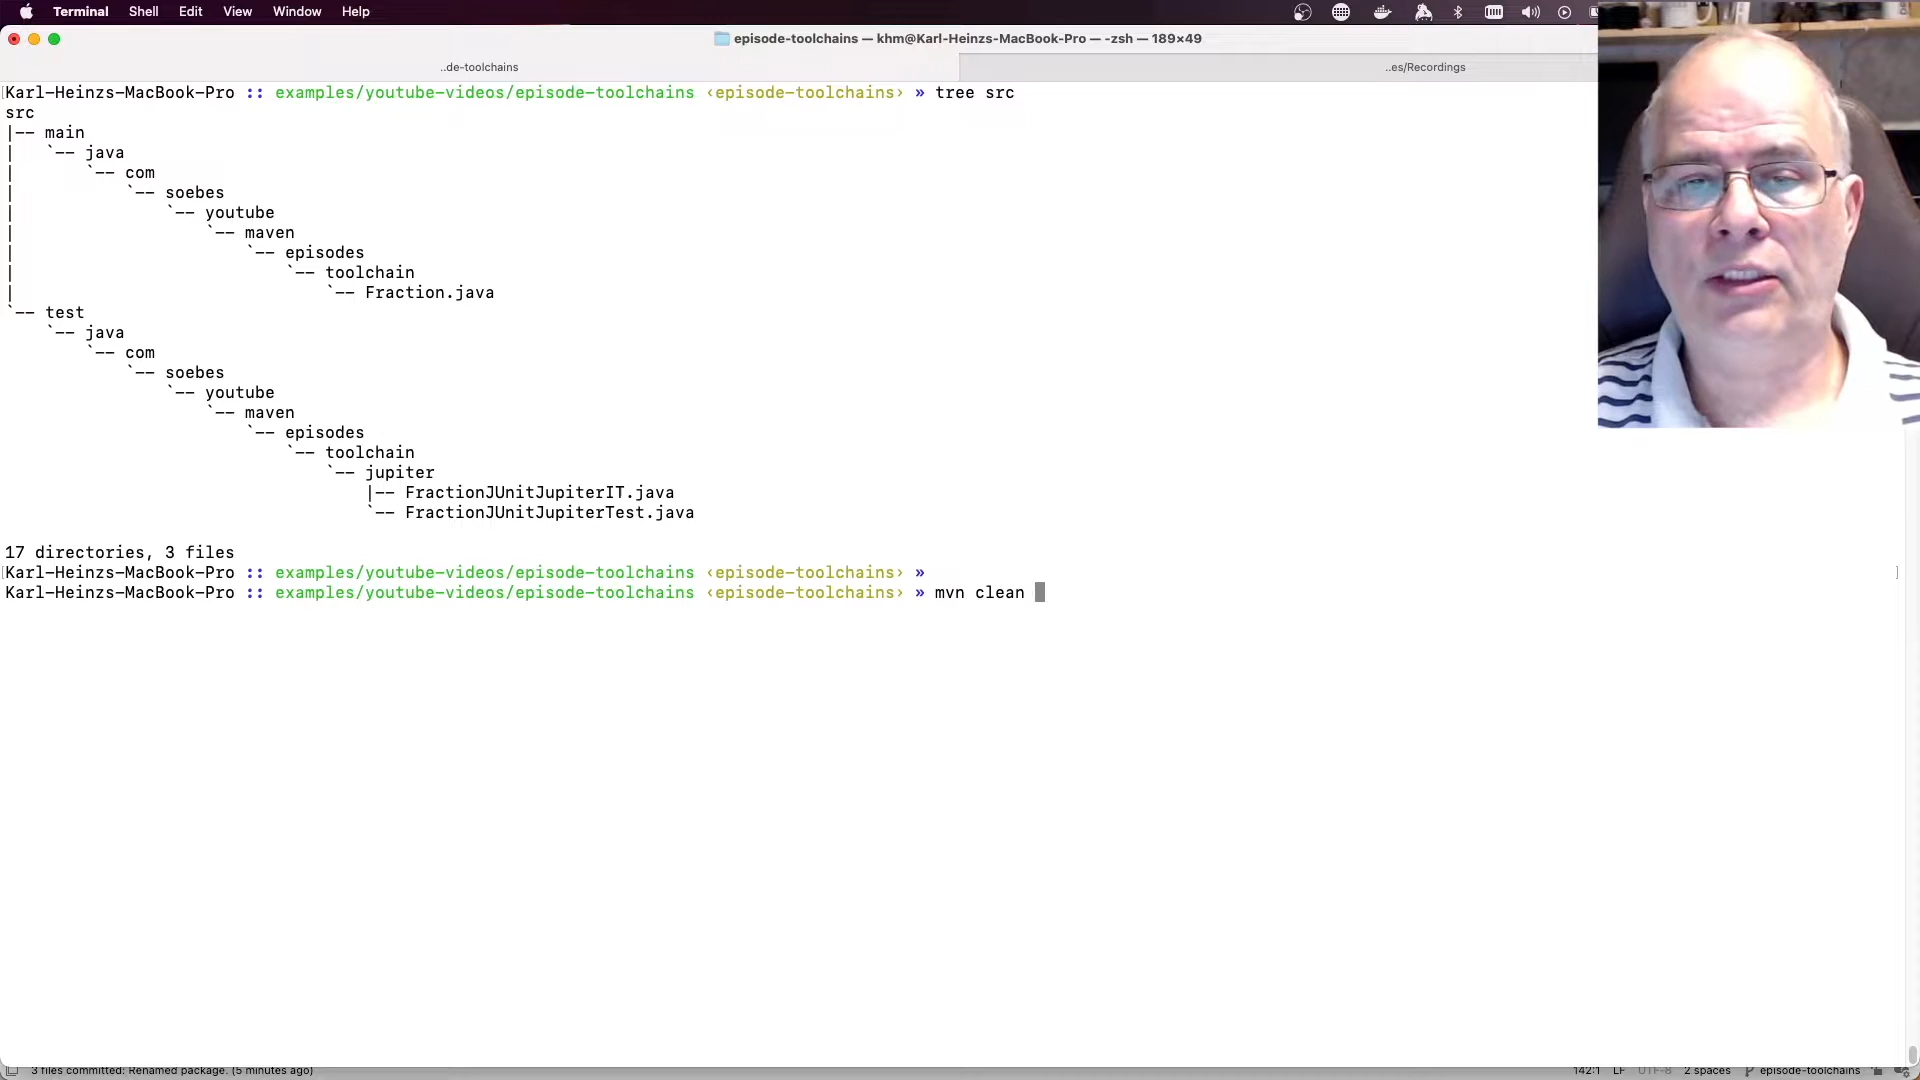 Terminal Shell Edit View Window Help
episode-toolchains — khm@Karl-Heinzs-MacBook-Pro — -zsh — 189×49
..de-toolchains ..es/Recordings
Karl-Heinzs-MacBook-Pro :: examples/youtube-videos/episode-toolchains ‹episode-toolchains› » tree src
src
|-- main
|   `-- java
|       `-- com
|           `-- soebes
|               `-- youtube
|                   `-- maven
|                       `-- episodes
|                           `-- toolchain
|                               `-- Fraction.java
`-- test
    `-- java
        `-- com
            `-- soebes
                `-- youtube
                    `-- maven
                        `-- episodes
                            `-- toolchain
                                `-- jupiter
                                    |-- FractionJUnitJupiterIT.java
                                    `-- FractionJUnitJupiterTest.java
17 directories, 3 files
Karl-Heinzs-MacBook-Pro :: examples/youtube-videos/episode-toolchains ‹episode-toolchains› »
Karl-Heinzs-MacBook-Pro :: examples/youtube-videos/episode-toolchains ‹episode-toolchains› » mvn clean
3 files committed: Renamed package. (5 minutes ago) 142:1 LF UTF-8 2 spaces episode-toolchains